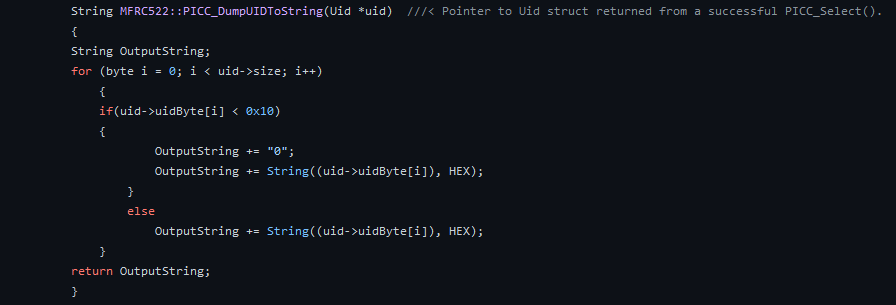 String MFRC522::PICC_DumpUIDToString(Uid *uid)  ///< Pointer to Uid struct returned from a successful PICC_Select().
{
String OutputString;
for (byte i = 0; i < uid->size; i++)
{
if(uid->uidByte[i] < 0x10)
{
OutputString += "0";
OutputString += String((uid->uidByte[i]), HEX);
}
else
OutputString += String((uid->uidByte[i]), HEX);
}
return OutputString;
}